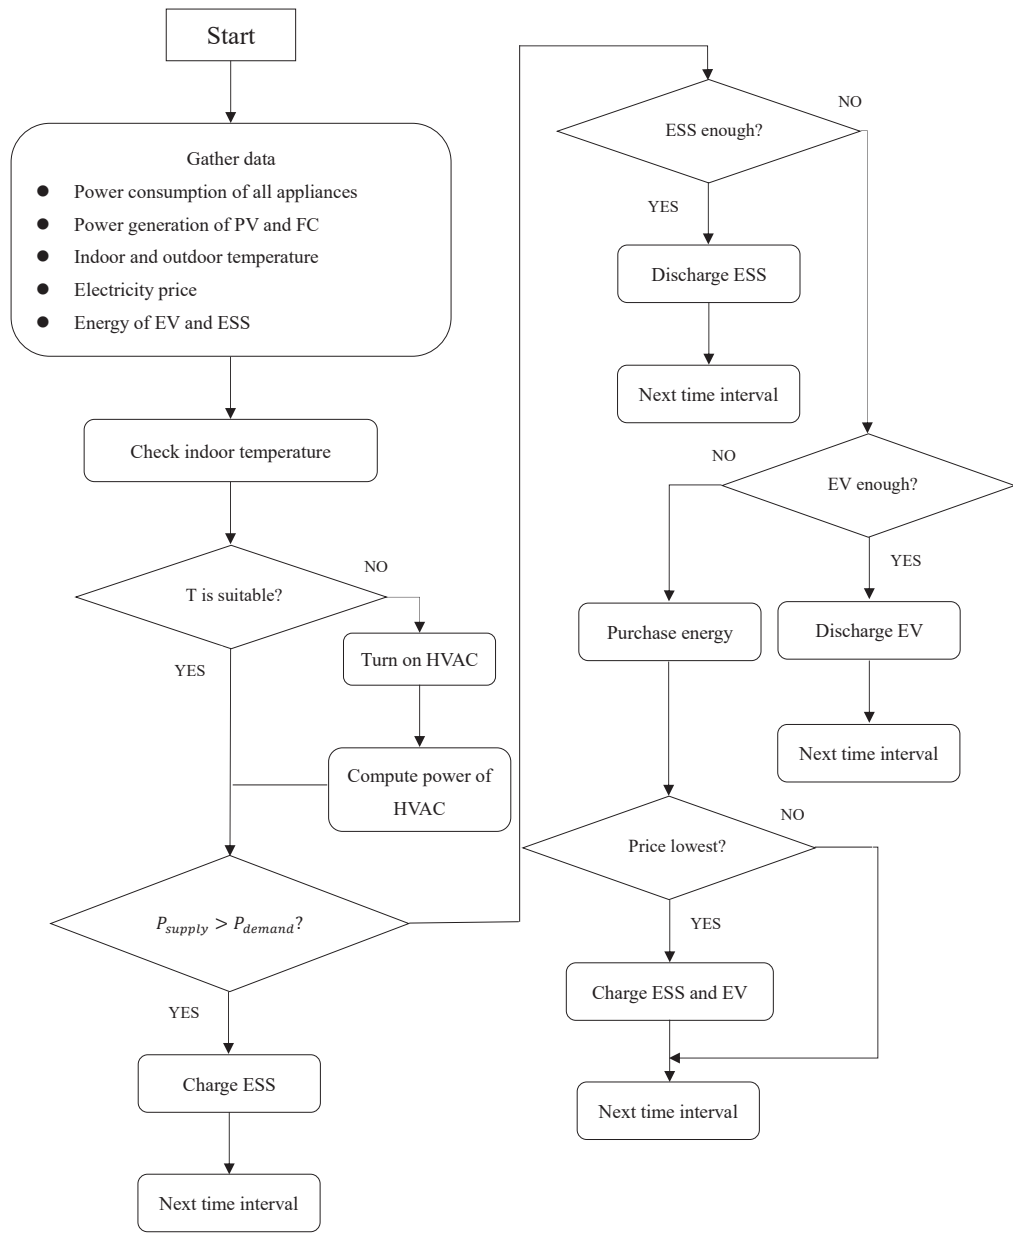 Start
Gather data
● Power consumption of all appliances
● Power generation of PV and FC
● Indoor and outdoor temperature
● Electricity price
● Energy of EV and ESS
Check indoor temperature
T is suitable?
NO
YES
Turn on HVAC
Compute power of
HVAC
P_supply > P_demand?
YES
Charge ESS
Next time interval
ESS enough?
NO
YES
Discharge ESS
Next time interval
EV enough?
NO
YES
Purchase energy
Discharge EV
Next time interval
Price lowest?
NO
YES
Charge ESS and EV
Next time interval